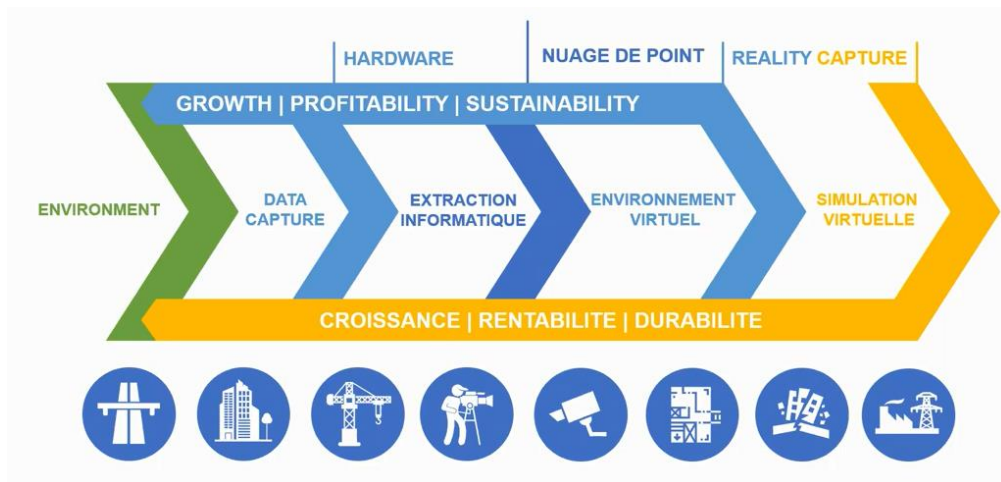 HARDWARE
NUAGE DE POINT
REALITY CAPTURE
GROWTH | PROFITABILITY | SUSTAINABILITY
ENVIRONMENT
DATA
CAPTURE
EXTRACTION
INFORMATIQUE
ENVIRONNEMENT
VIRTUEL
SIMULATION
VIRTUELLE
CROISSANCE | RENTABILITE | DURABILITE